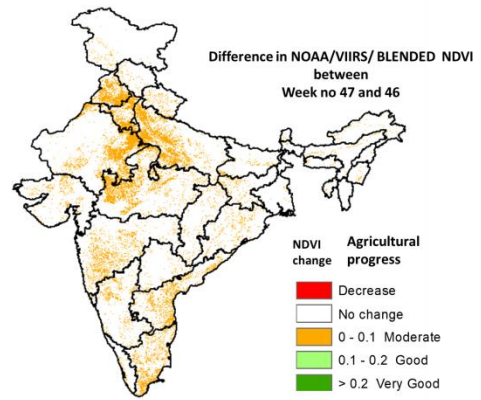 Difference in NOAA/VIIRS/ BLENDED NDVI
between
Week no 47 and 46
NDVI change
Agricultural progress
Decrease
No change
0 - 0.1 Moderate
0.1 - 0.2 Good
> 0.2 Very Good